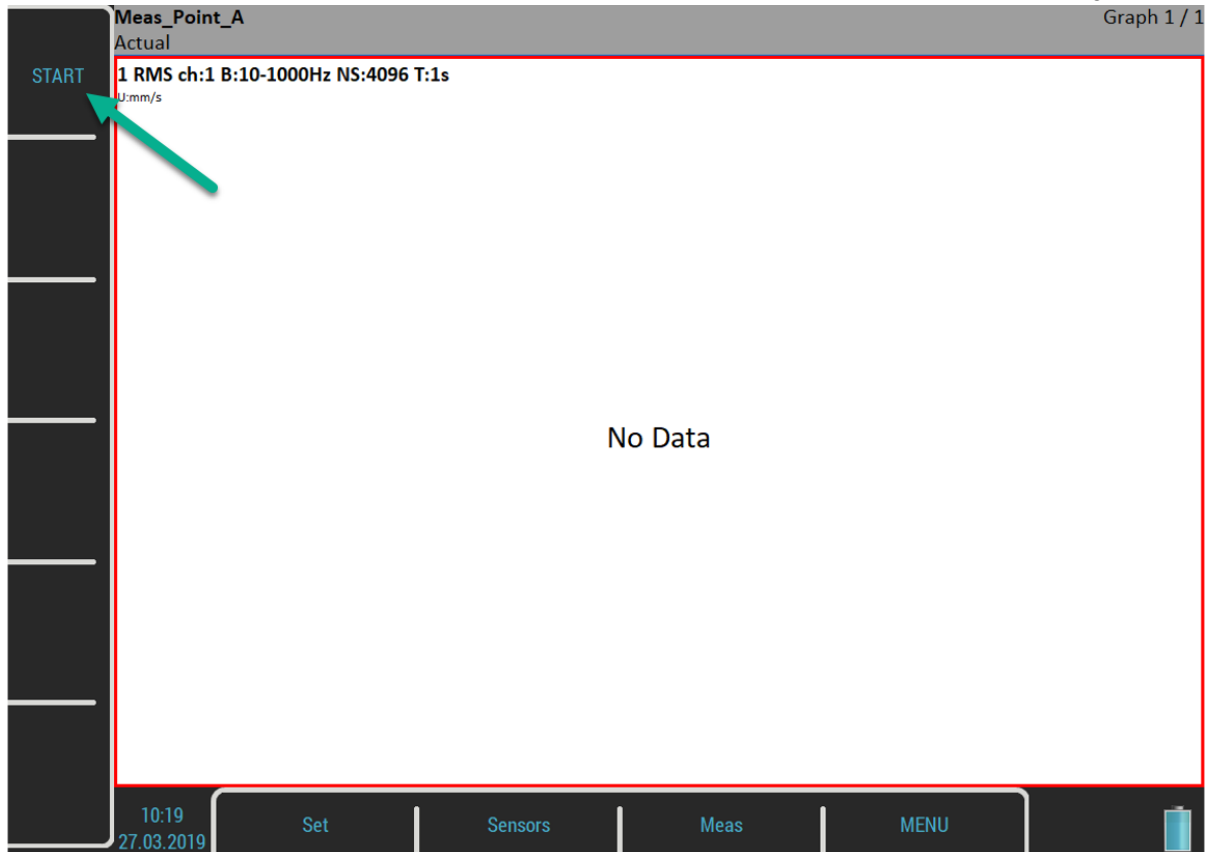 Meas_Point_A
Graph 1 / 1
Actual
START
1 RMS ch:1 B:10-1000Hz NS:4096 T:1s
U:mm/s
No Data
10:19
27.03.2019
Set
Sensors
Meas
MENU